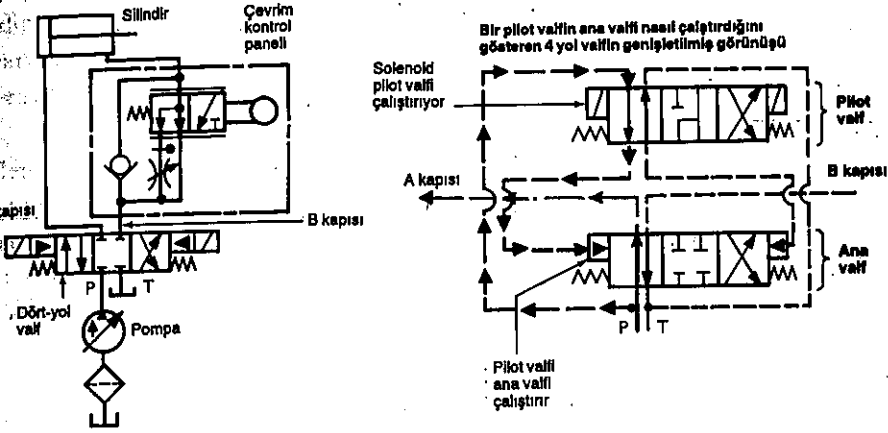 Silindir
Çevrim
kontrol
paneli
kapısı
B kapısı
P
T
Dört-yol
valf
Pompa
Bir pilot valfin ana valfi nasıl çalıştırdığını
gösteren 4 yol valfin genişletilmiş görünüşü
Solenoid
pilot valfi
çalıştırıyor
Pilot
valf
A kapısı
B kapısı
Ana
valf
P
T
Pilot valfi
ana valfi
çalıştırır